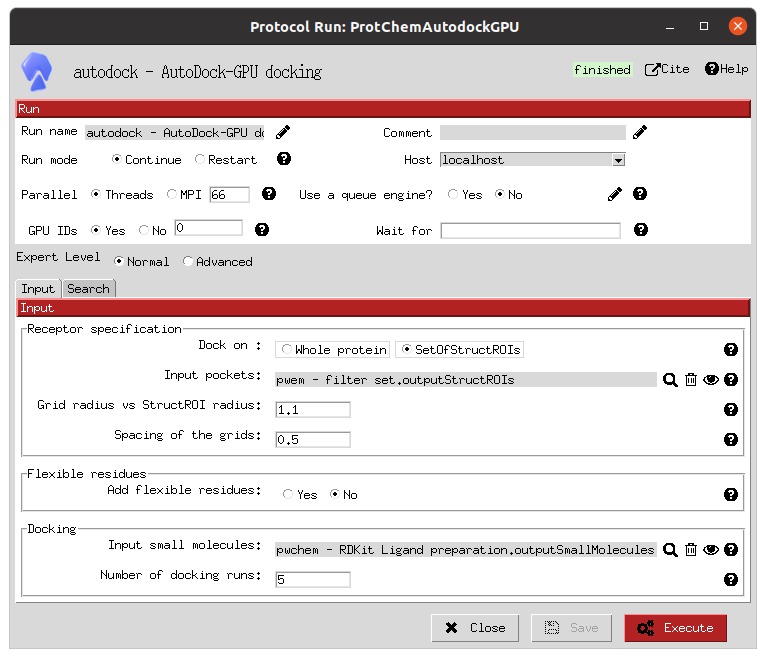 Protocol Run: ProtChemAutodockGPU
autodock - AutoDock-GPU docking finished Cite Help
Run
Run name autodock - AutoDock-GPU do Comment
Run mode Continue Restart Host localhost
Parallel Threads MPI 66 Use a queue engine? Yes No
GPU IDs Yes No 0 Wait for
Expert Level Normal Advanced
Input Search
Input
Receptor specification
Dock on : Whole protein SetOfStructROIs
Input pockets: pwem - filter set.outputStructROIs
Grid radius vs StructROI radius: 1.1
Spacing of the grids: 0.5
Flexible residues
Add flexible residues: Yes No
Docking
Input small molecules: pwchem - RDKit Ligand preparation.outputSmallMolecules
Number of docking runs: 5
Close Save Execute